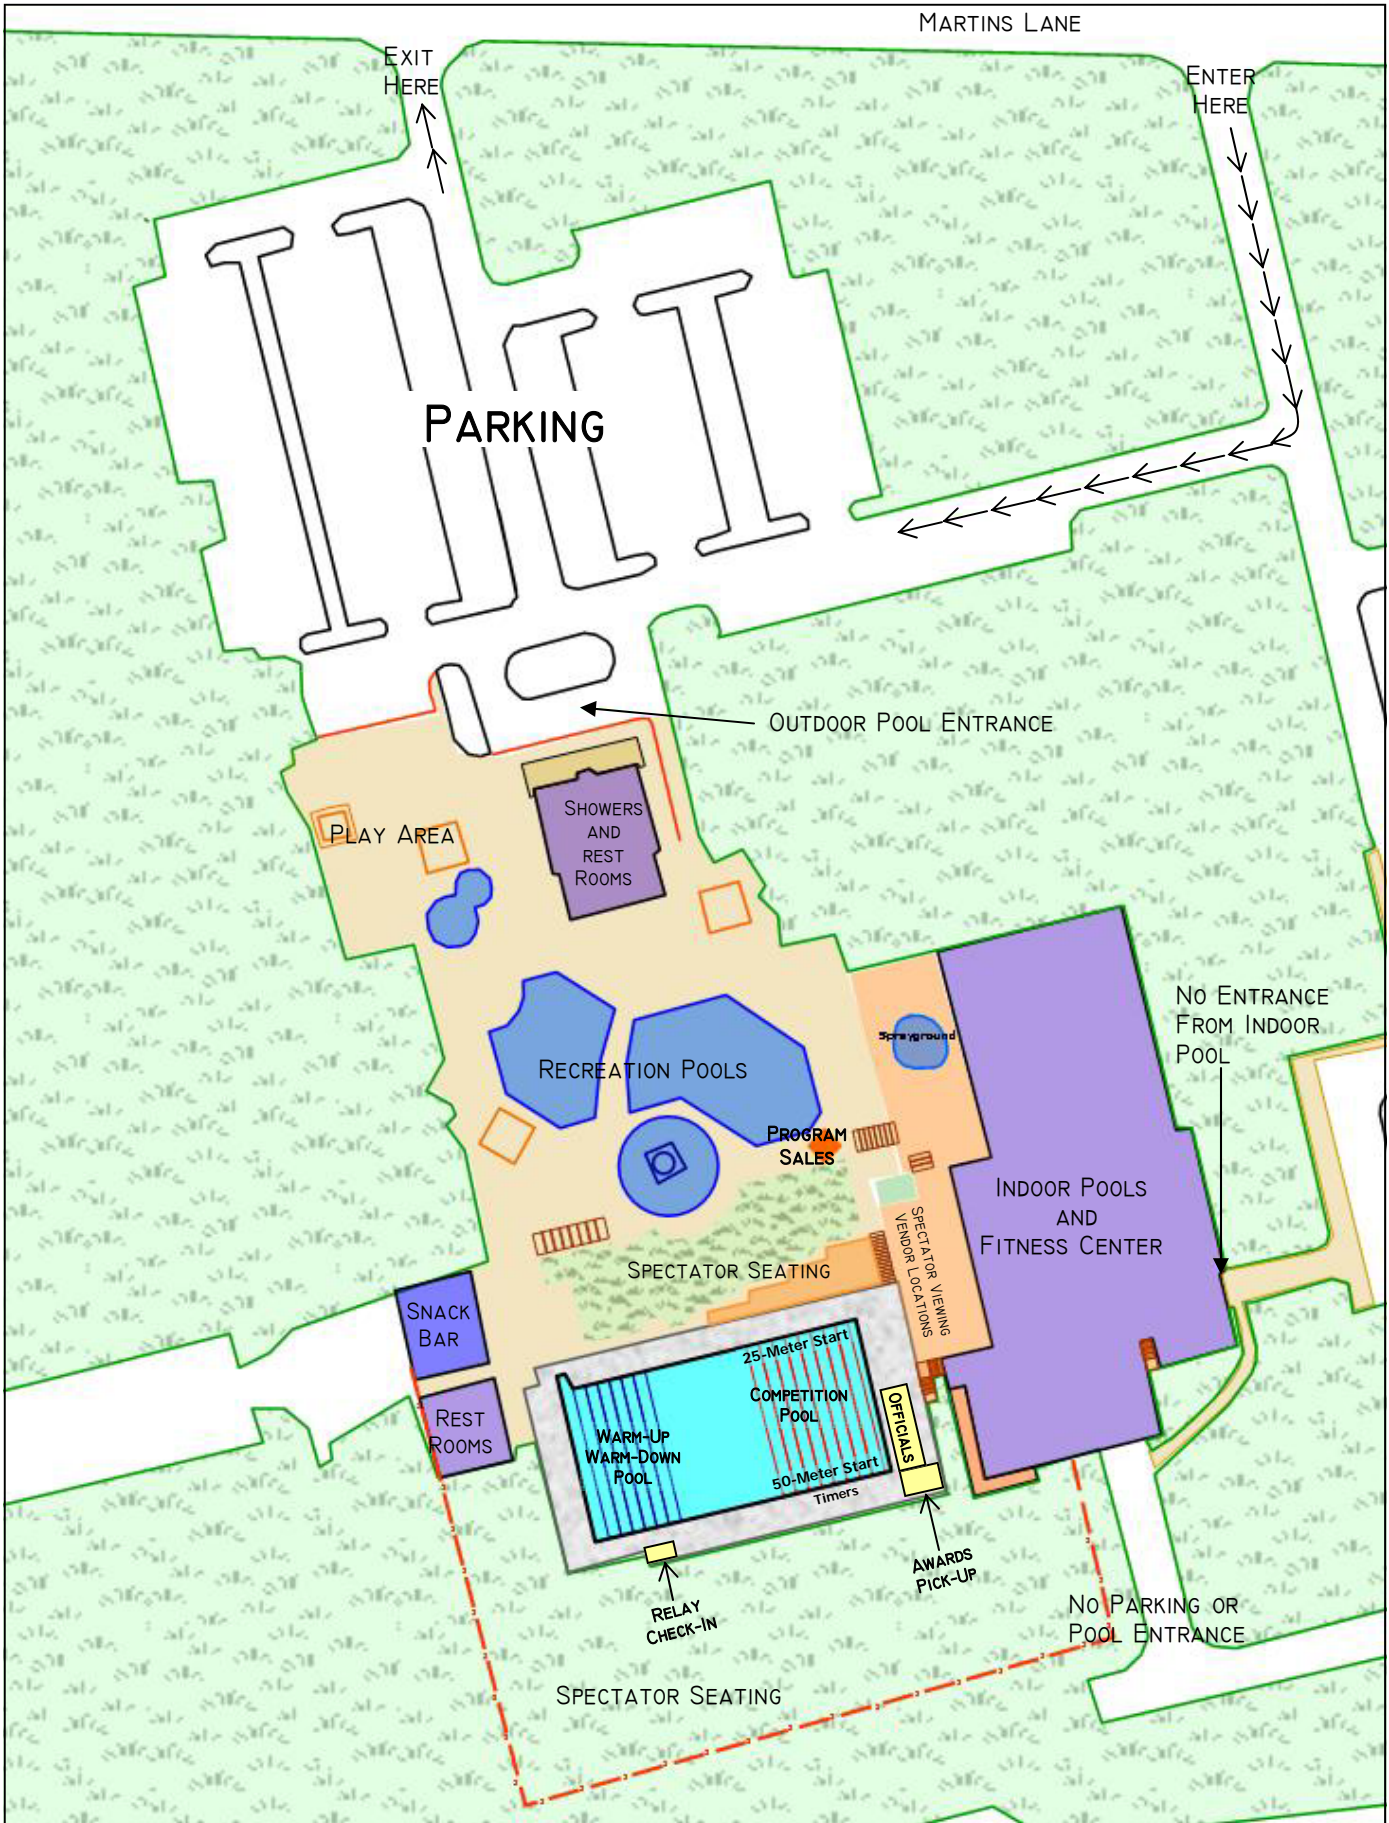 MARTINS LANE
EXIT
HERE
ENTER
HERE
PARKING
OUTDOOR POOL ENTRANCE
SHOWERS
AND
REST
ROOMS
PLAY AREA
NO ENTRANCE
FROM INDOOR
POOL
Sprayground
RECREATION POOLS
PROGRAM
SALES
INDOOR POOLS
AND
FITNESS CENTER
SPECTATOR VIEWING
VENDOR LOCATIONS
SPECTATOR SEATING
SNACK
BAR
25-Meter Start
COMPETITION
POOL
OFFICIALS
REST
ROOMS
WARM-UP
WARM-DOWN
POOL
50-Meter Start
Timers
AWARDS
PICK-UP
RELAY
CHECK-IN
NO PARKING OR
POOL ENTRANCE
SPECTATOR SEATING